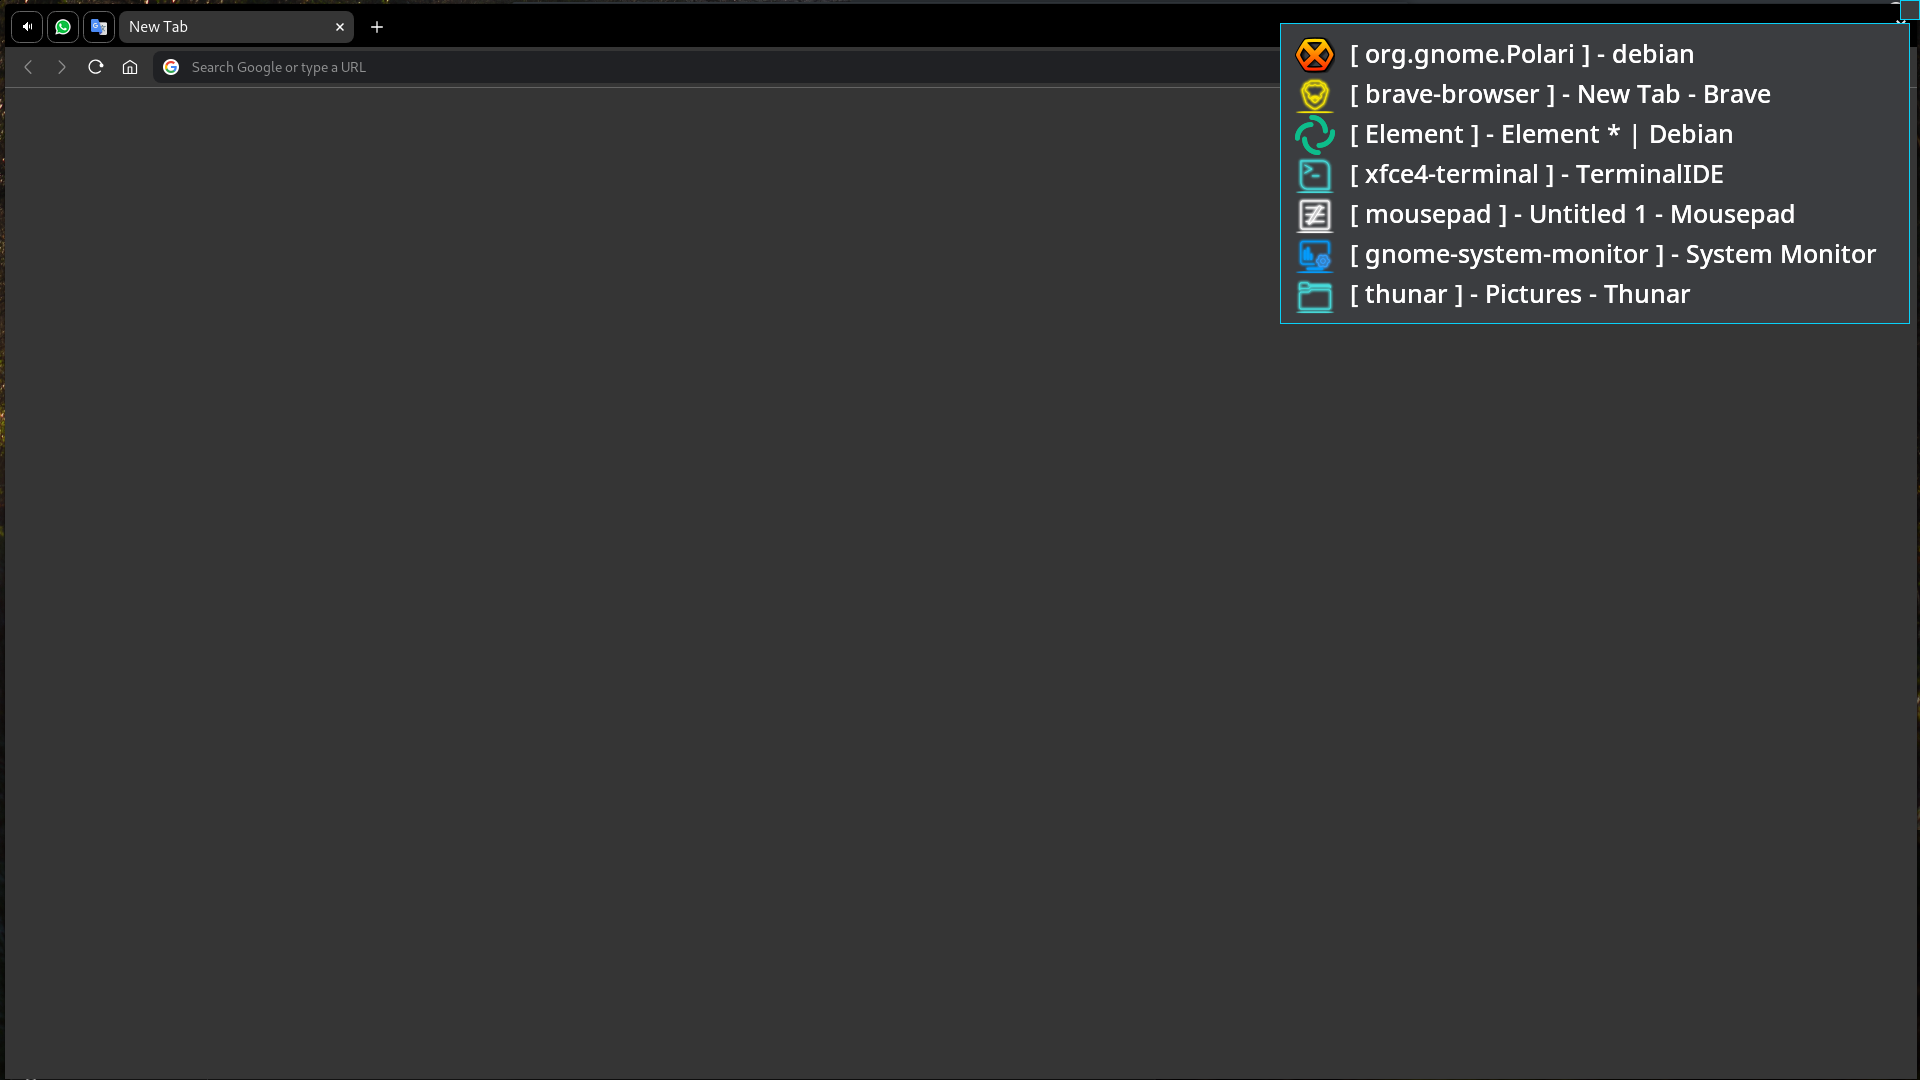 New Tab
Search Google or type a URL
[ org.gnome.Polari ] - debian
[ brave-browser ] - New Tab - Brave
[ Element ] - Element * | Debian
[ xfce4-terminal ] - TerminalIDE
[ mousepad ] - Untitled 1 - Mousepad
[ gnome-system-monitor ] - System Monitor
[ thunar ] - Pictures - Thunar